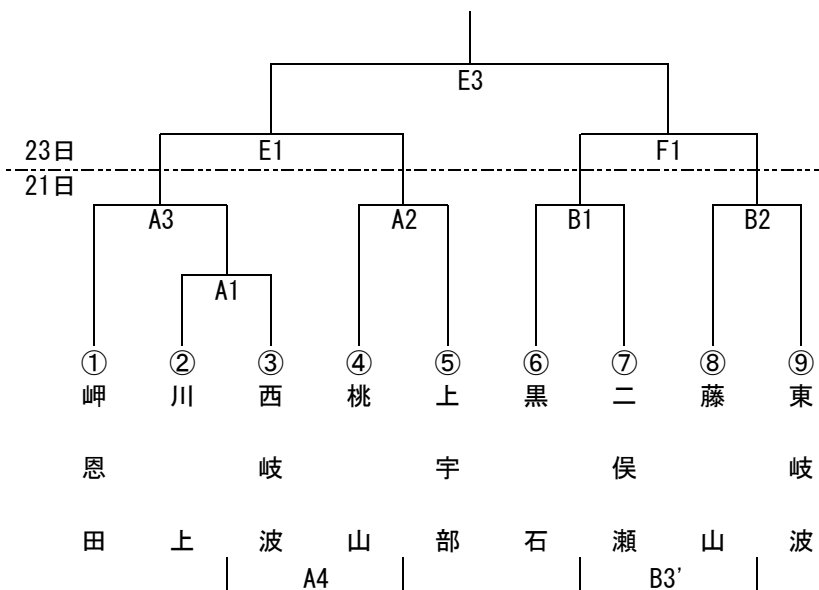 E3
23日
E1
F1
21日
A3
A2
B1
B2
A1
① ② ③ ④ ⑤ ⑥ ⑦ ⑧ ⑨
岬恩田
川上
西岐波
桃山
上宇部
黒石
二俣瀬
藤山
東岐波
A4
B3'